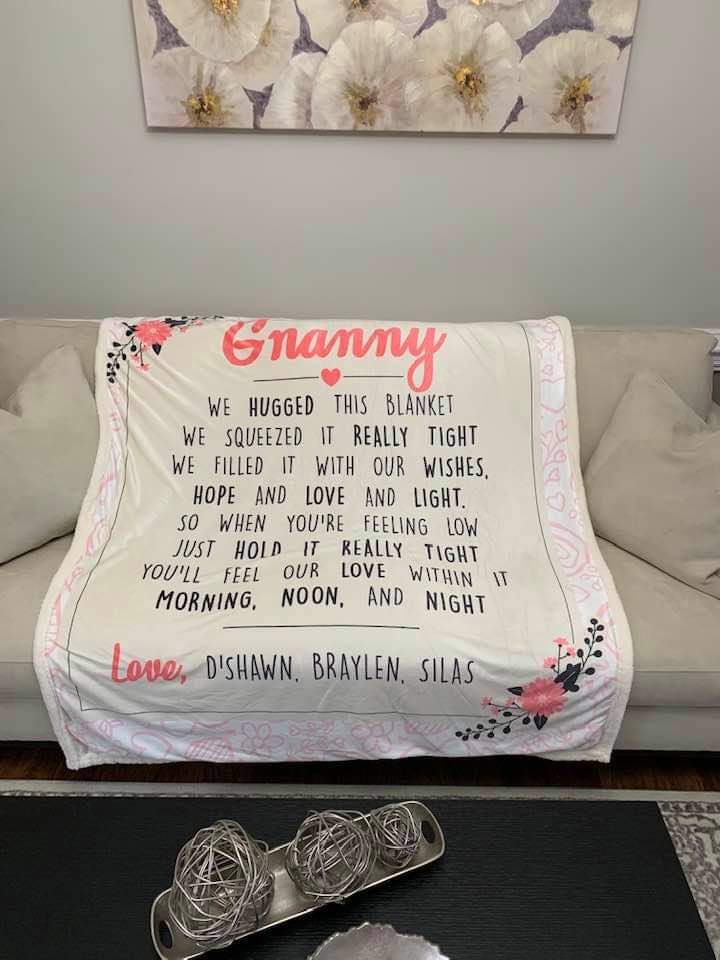 Granny
WE HUGGED THIS BLANKET
WE SQUEEZED IT REALLY TIGHT
WE FILLED IT WITH OUR WISHES,
HOPE AND LOVE AND LIGHT.
SO WHEN YOU'RE FEELING LOW
JUST HOLD IT REALLY TIGHT
YOU'LL FEEL OUR LOVE WITHIN IT
MORNING, NOON, AND NIGHT
Love, D'SHAWN, BRAYLEN, SILAS